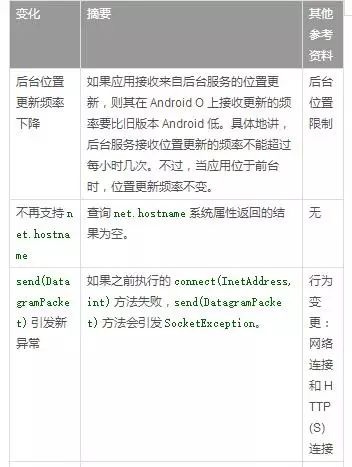 变化
摘要
其他
参考
资料
后台位置
更新频率
下降
如果应用接收来自后台服务的位置更
新，则其在 Android O 上接收更新的频
率要比旧版本 Android 低。具体地讲，
后台服务接收位置更新的频率不能超过
每小时几次。不过，当应用位于前台
时，位置更新频率不变。
后台
位置
限制
不再支持 n
et.hostna
me
查询 net.hostname 系统属性返回的结
果为空。
无
send(Data
gramPacke
t) 引发新
异常
如果之前执行的 connect(InetAddress,
int) 方法失败，send(DatagramPacke
t) 方法会引发 SocketException。
行为
变
更：
网络
连接
和 H
TTP
(S)
连接